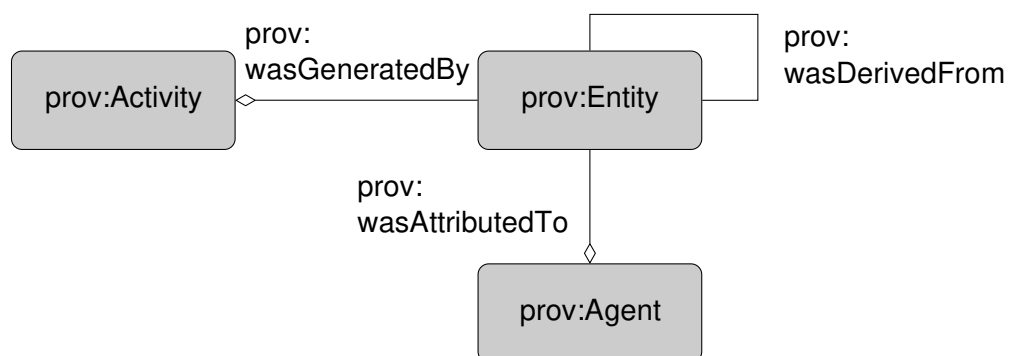 prov:
wasGeneratedBy
prov:
wasDerivedFrom
prov:Activity
prov:Entity
prov:
wasAttributedTo
prov:Agent